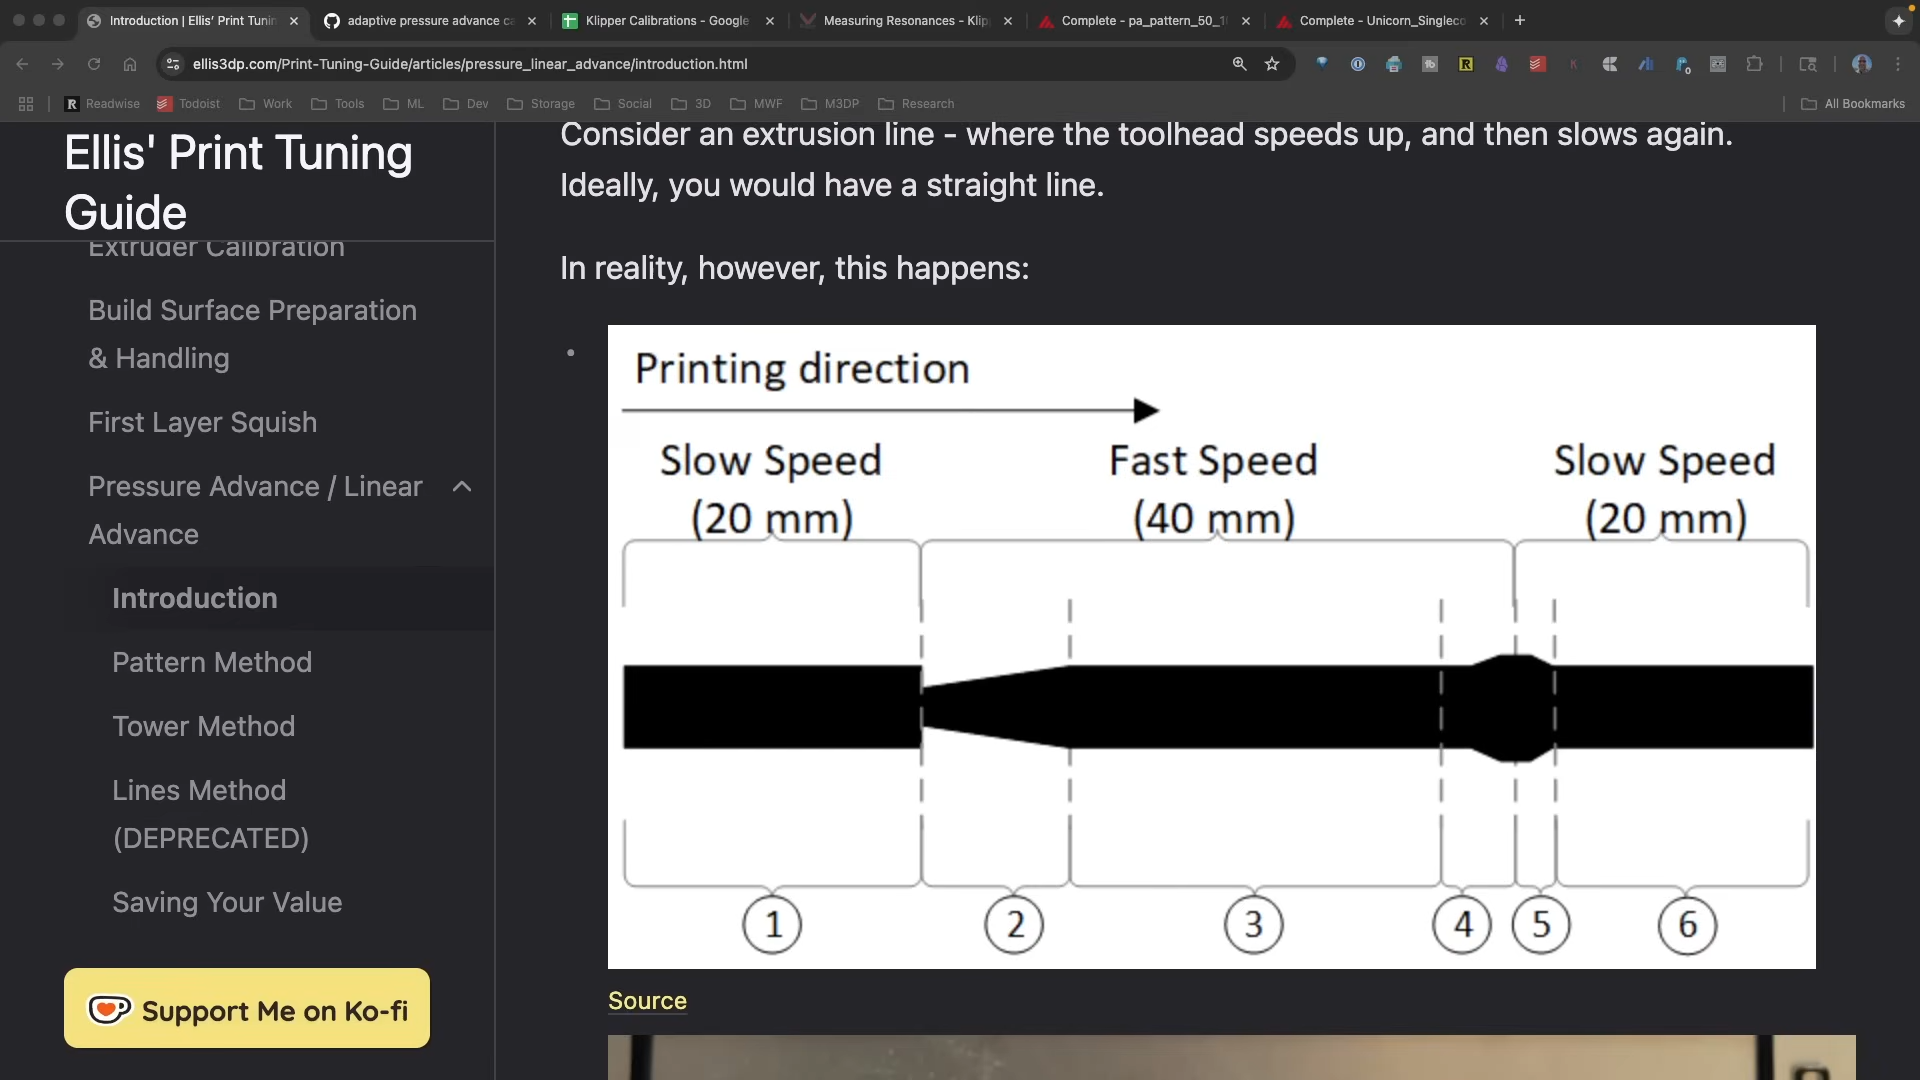 Introduction | Ellis' Print Tunin
adaptive pressure advance ca
Klipper Calibrations - Google
Measuring Resonances - Klip
Complete - pa_pattern_50_1
Complete - Unicorn_Singlec
ellis3dp.com/Print-Tuning-Guide/articles/pressure_linear_advance/introduction.html
Readwise
Todoist
Work
Tools
ML
Dev
Storage
Social
3D
MWF
M3DP
Research
All Bookmarks
Ellis' Print Tuning
Guide
Extruder Calibration
Build Surface Preparation
& Handling
First Layer Squish
Pressure Advance / Linear
Advance
Introduction
Pattern Method
Tower Method
Lines Method
(DEPRECATED)
Saving Your Value
Support Me on Ko-fi
Consider an extrusion line - where the toolhead speeds up, and then slows again.
Ideally, you would have a straight line.
In reality, however, this happens:
Printing direction
Slow Speed
(20 mm)
Fast Speed
(40 mm)
Slow Speed
(20 mm)
1 2 3 4 5 6
Source